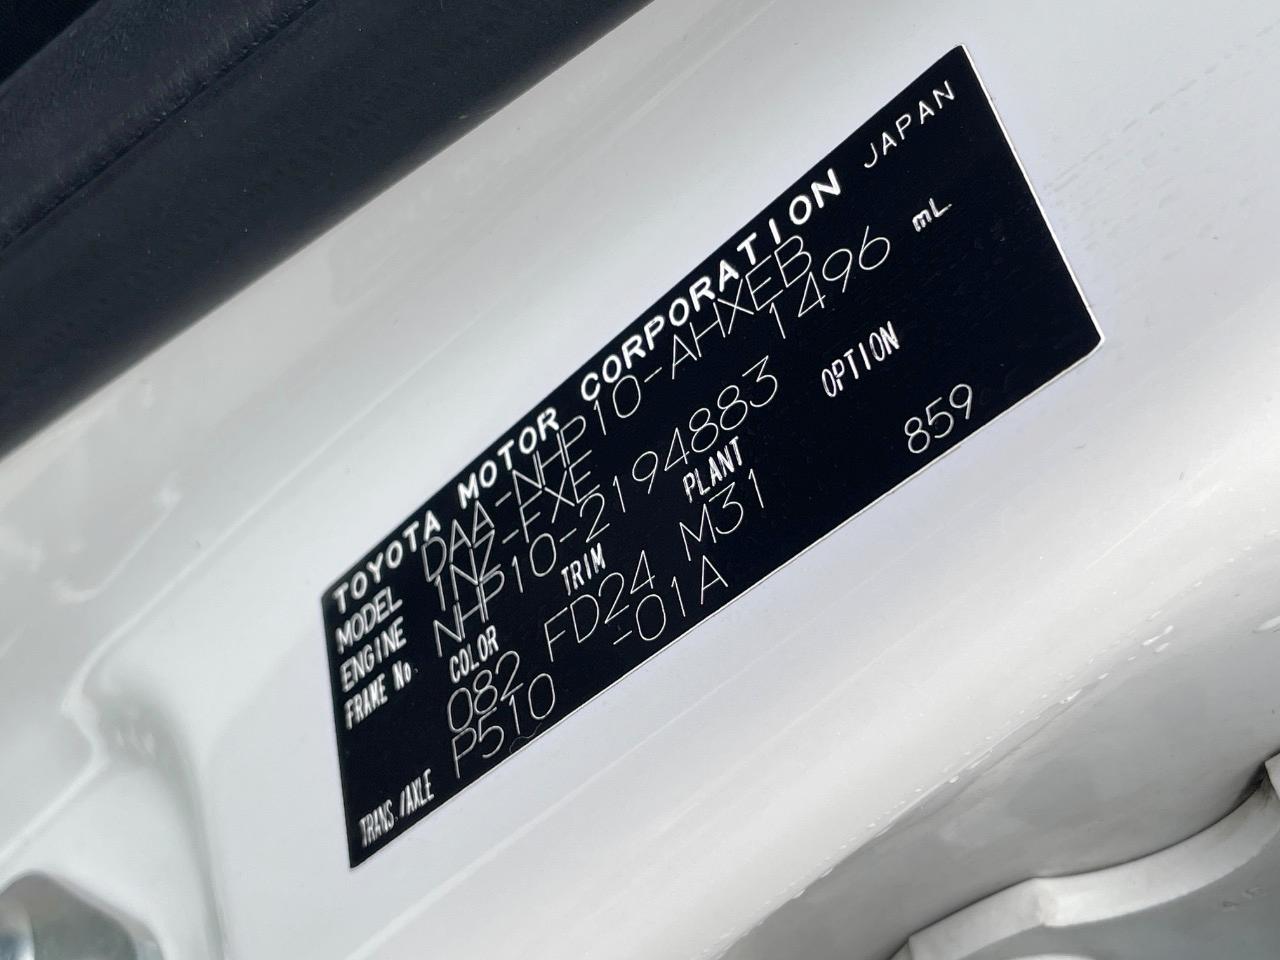 TOYOTA MOTOR CORPORATION JAPAN
MODEL DAA-NHP10-AHXEB
ENGINE 1NZ-FXE 1496 mL
FRAME No. NHP10-2194883
COLOR TRIM PLANT OPTION
082 FD24 M31 859
TRANS./AXLE P510 -01A